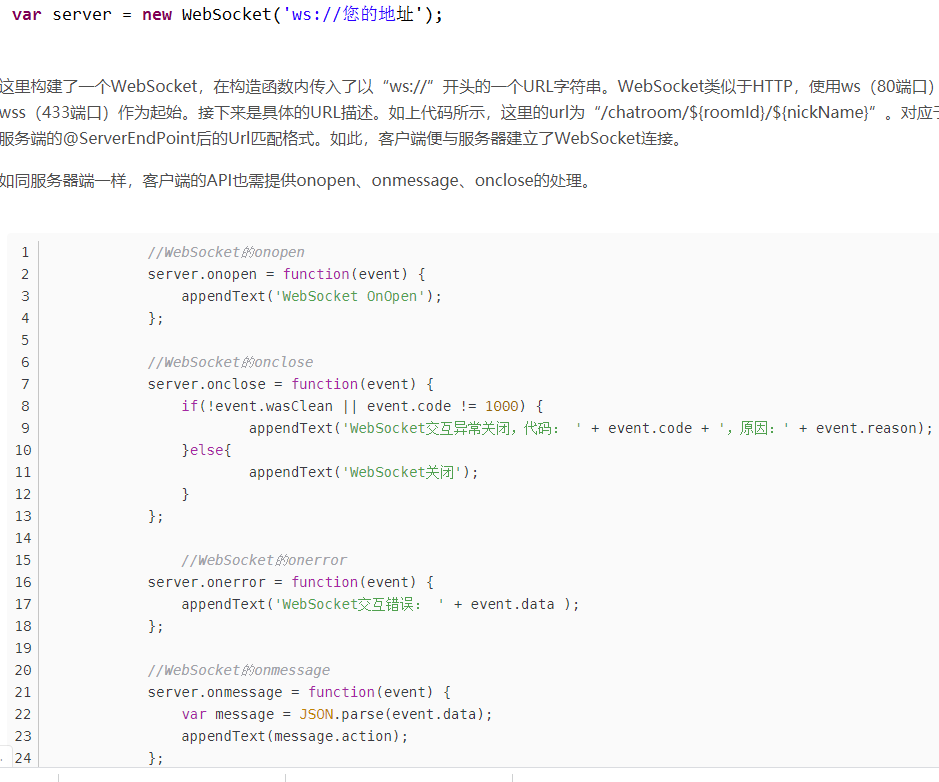 var server = new WebSocket('ws://您的地址');
这里构建了一个WebSocket，在构造函数内传入了以“ws://”开头的一个URL字符串。WebSocket类似于HTTP，使用ws（80端口）
wss（433端口）作为起始。接下来是具体的URL描述。如上代码所示，这里的url为“/chatroom/${roomId}/${nickName}”。对应于
服务端的@ServerEndPoint后的Url匹配格式。如此，客户端便与服务器建立了WebSocket连接。
如同服务器端一样，客户端的API也需提供onopen、onmessage、onclose的处理。
1 //WebSocket的onopen
2 server.onopen = function(event) {
3 appendText('WebSocket OnOpen');
4 };
5
6 //WebSocket的onclose
7 server.onclose = function(event) {
8 if(!event.wasClean || event.code != 1000) {
9 appendText('WebSocket交互异常关闭，代码： ' + event.code + '，原因：' + event.reason);
10 }else{
11 appendText('WebSocket关闭');
12 }
13 };
14
15 //WebSocket的onerror
16 server.onerror = function(event) {
17 appendText('WebSocket交互错误： ' + event.data );
18 };
19
20 //WebSocket的onmessage
21 server.onmessage = function(event) {
22 var message = JSON.parse(event.data);
23 appendText(message.action);
24 };